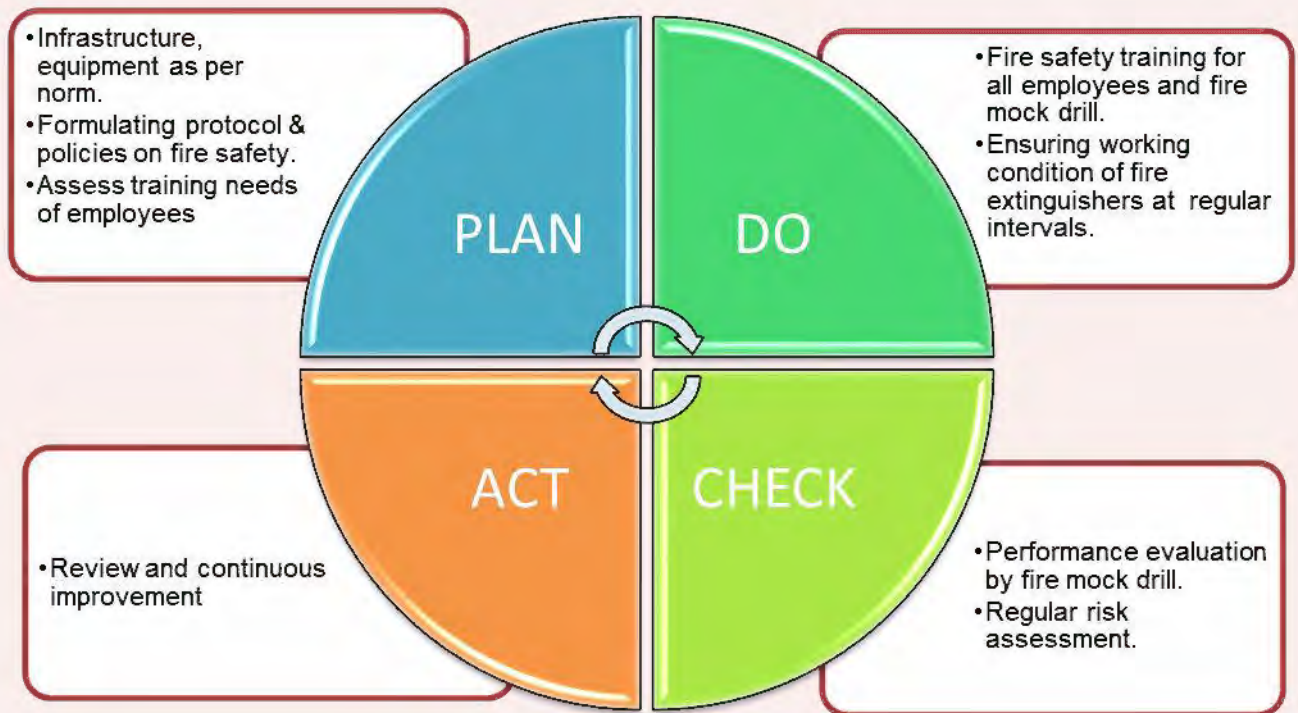 •Infrastructure,
equipment as per
norm.
•Formulating protocol &
policies on fire safety.
•Assess training needs
of employees
PLAN
DO
•Fire safety training for
all employees and fire
mock drill.
•Ensuring working
condition of fire
extinguishers at regular
intervals.
ACT
•Review and continuous
improvement
CHECK
•Performance evaluation
by fire mock drill.
•Regular risk
assessment.